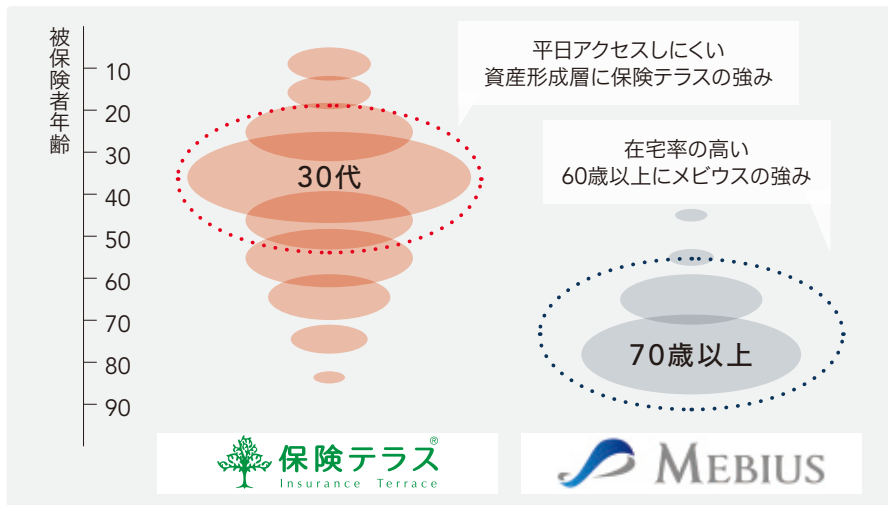 被保険者年齢
10
20
30
40
50
60
70
80
90
平日アクセスしにくい
資産形成層に保険テラスの強み
在宅率の高い
60歳以上にメビウスの強み
30代
70歳以上
保険テラス®
Insurance Terrace
MEBIUS